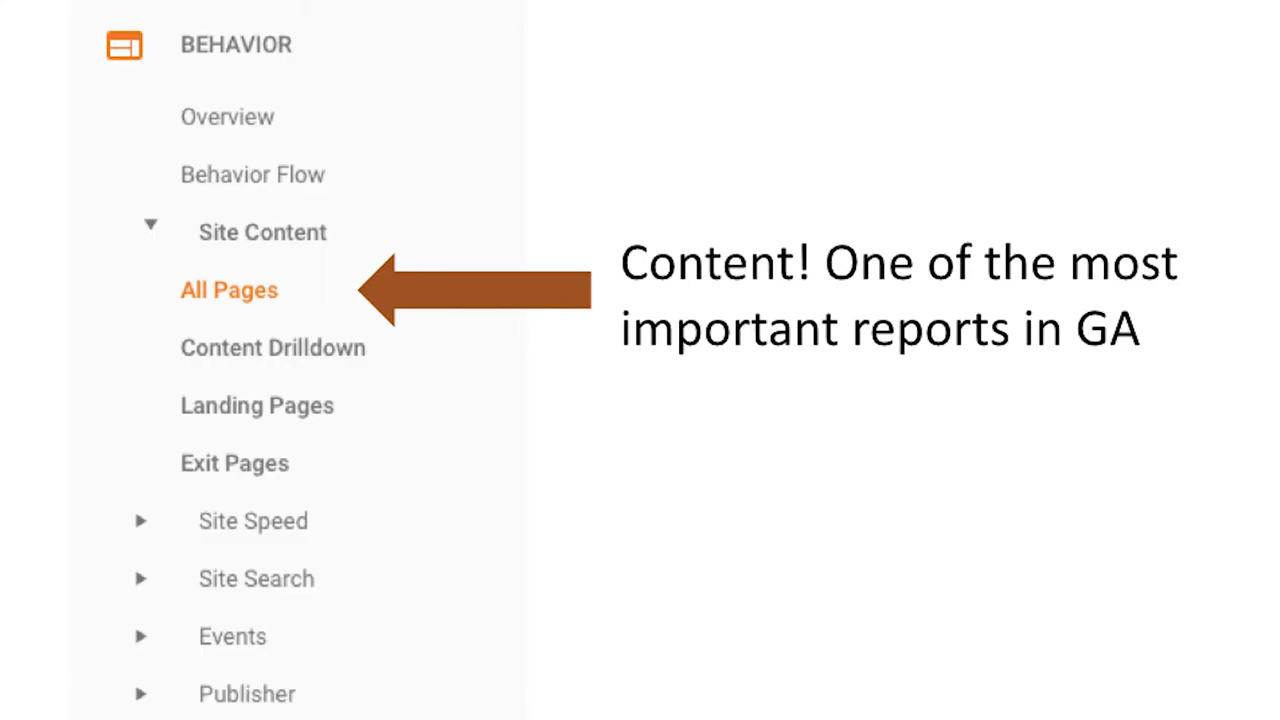 BEHAVIOR
Overview
Behavior Flow
Site Content
All Pages
Content Drilldown
Landing Pages
Exit Pages
Site Speed
Site Search
Events
Publisher
Content! One of the most
important reports in GA